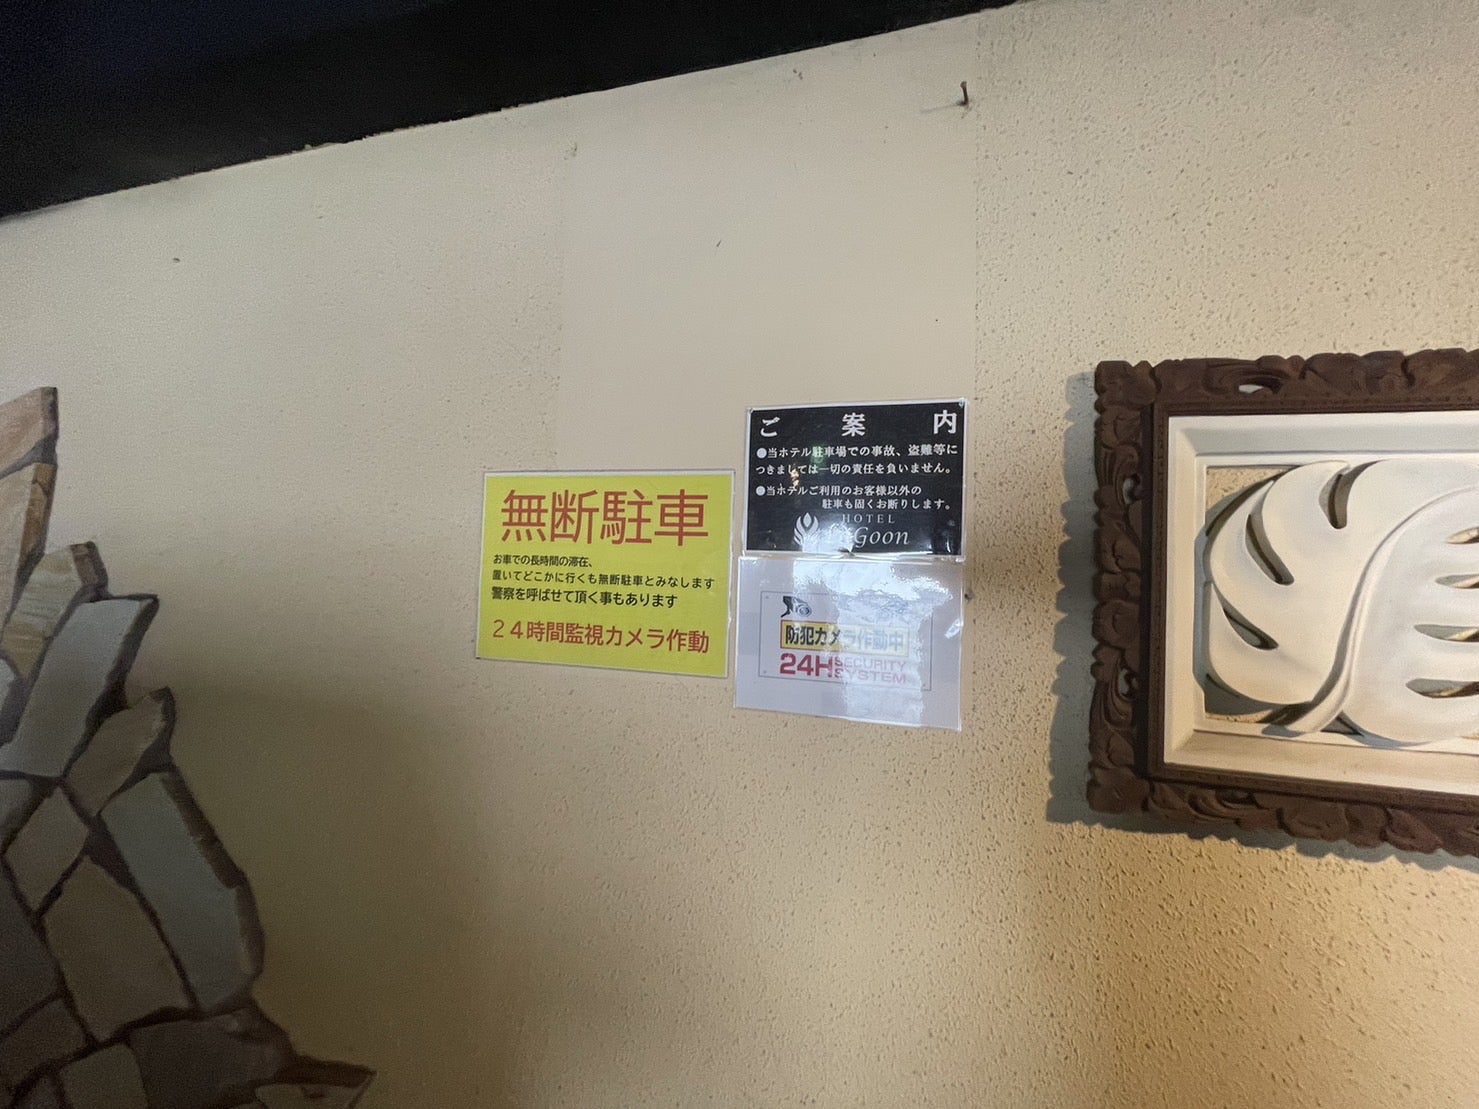 無断駐車
お車での長時間の滞在、
置いてどこかに行くも無断駐車とみなします
警察を呼ばせて頂く事もあります
24時間監視カメラ作動
ご案内
●当ホテル駐車場での事故、盗難等に
つきましては一切の責任を負いません。
●当ホテルご利用のお客様以外の
駐車も固くお断りします。
HOTEL
LaGoon
防犯カメラ作動中
24H SECURITY
SYSTEM